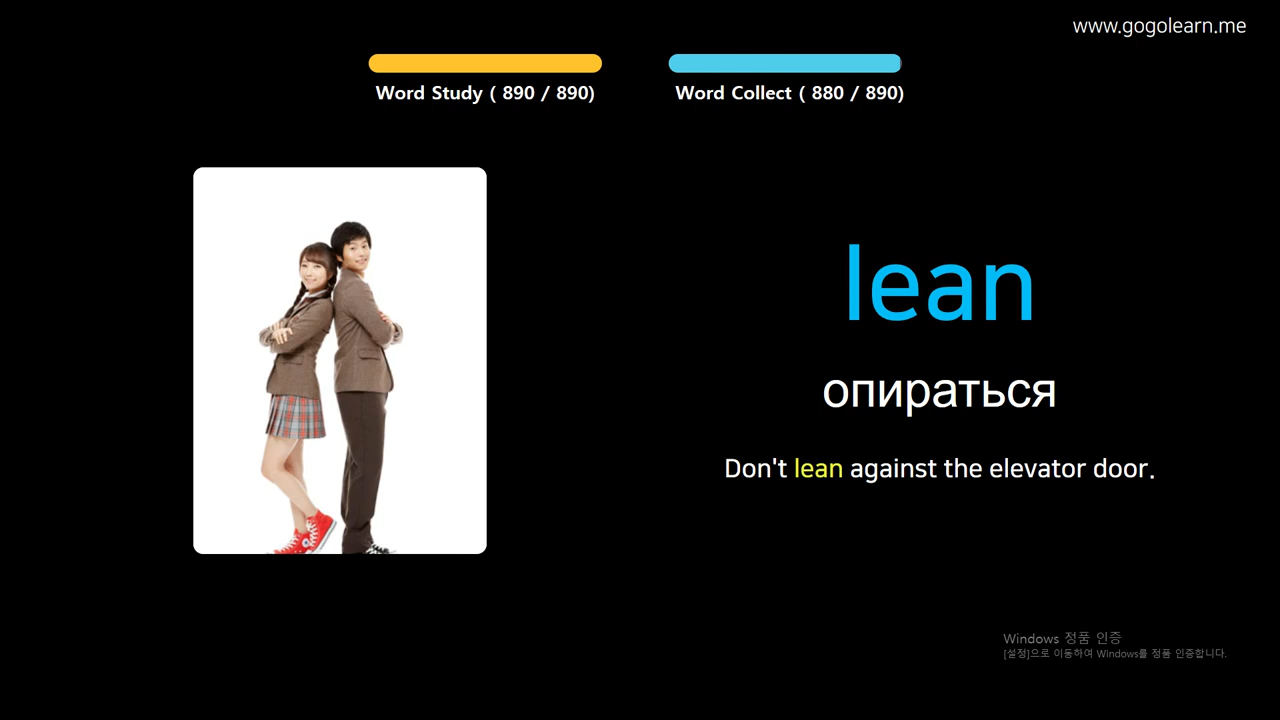 www.gogolearn.me
Word Study ( 890 / 890)
Word Collect ( 880 / 890)
lean
опираться
Don't lean against the elevator door.
Windows 정품 인증
[설정]으로 이동하여 Windows를 정품 인증합니다.